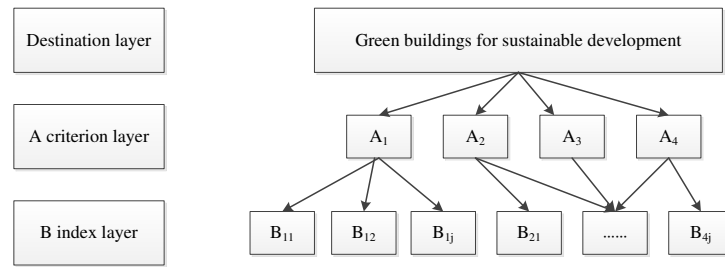 Destination layer
Green buildings for sustainable development
A criterion layer
A₁
A₂
A₃
A₄
B index layer
B₁₁
B₁₂
B₁ⱼ
B₂₁
......
B₄ⱼ